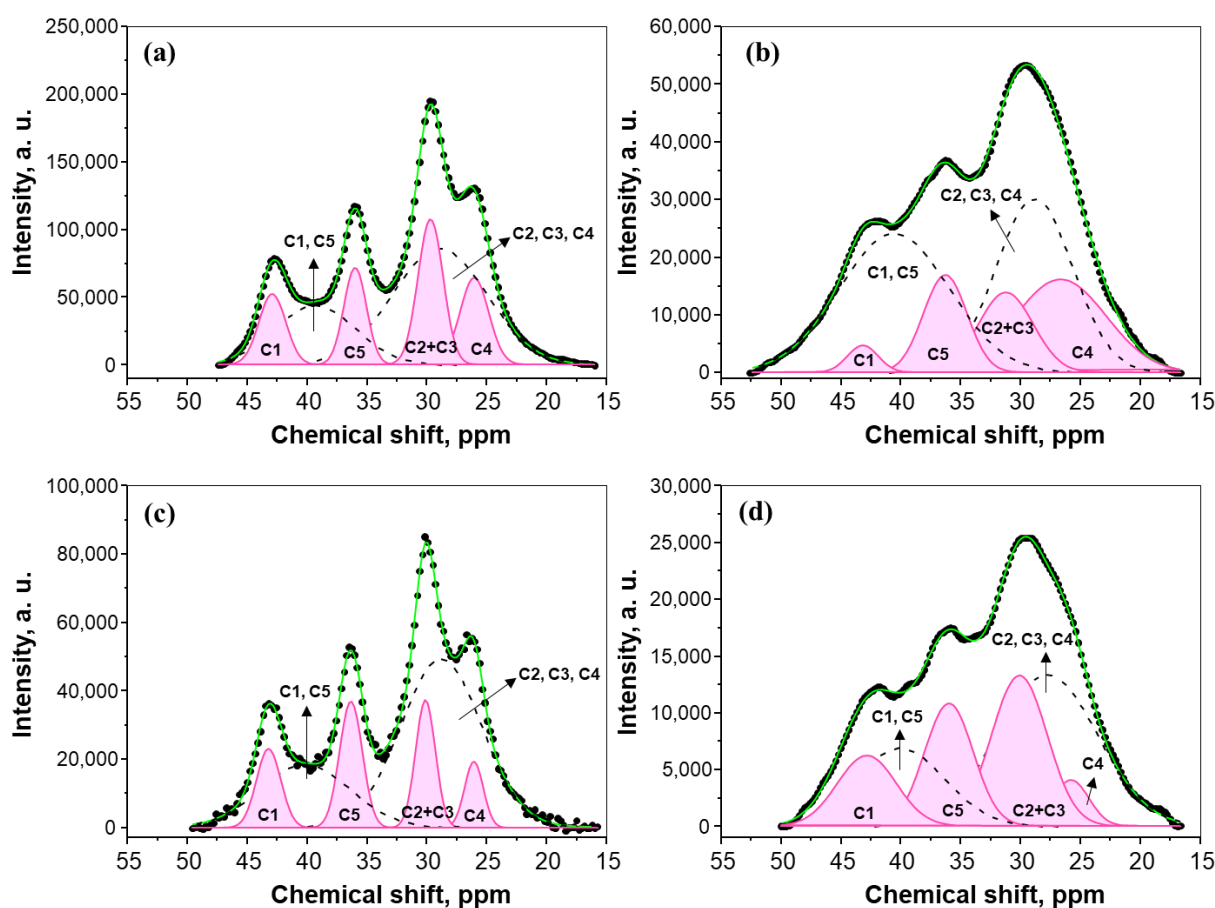 (a)
Intensity, a. u.
250,000
200,000
150,000
100,000
50,000
0
C1, C5
C2, C3, C4
C1
C5
C2+C3
C4
55 50 45 40 35 30 25 20 15
Chemical shift, ppm
(b)
Intensity, a. u.
60,000
50,000
40,000
30,000
20,000
10,000
0
C2, C3, C4
C1, C5
C1
C5
C2+C3
C4
55 50 45 40 35 30 25 20 15
Chemical shift, ppm
(c)
Intensity, a. u.
100,000
80,000
60,000
40,000
20,000
0
C1, C5
C2, C3, C4
C1
C5
C2+C3
C4
55 50 45 40 35 30 25 20 15
Chemical shift, ppm
(d)
Intensity, a. u.
30,000
25,000
20,000
15,000
10,000
5,000
0
C2, C3, C4
C1, C5
C4
C1
C5
C2+C3
55 50 45 40 35 30 25 20 15
Chemical shift, ppm